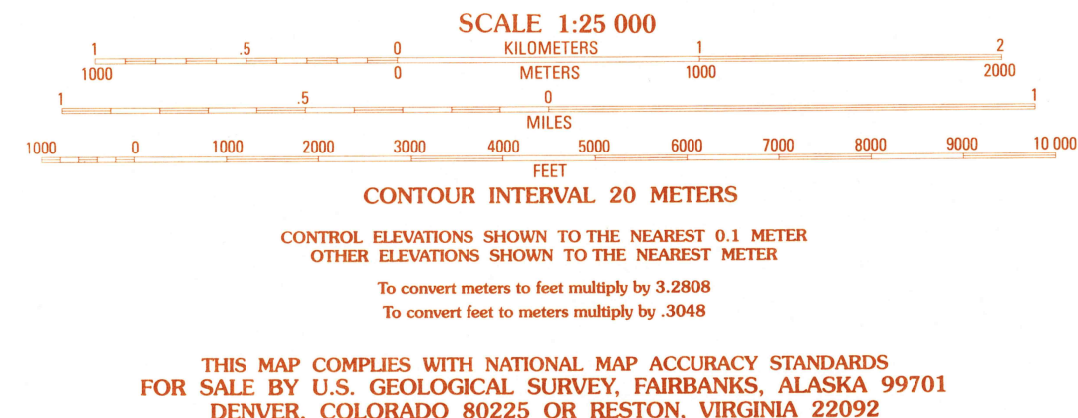 SCALE 1:25 000
1 .5 0 KILOMETERS 1 2
1000 0 METERS 1000 2000
1 .5 0 1
MILES
1000 0 1000 2000 3000 4000 5000 6000 7000 8000 9000 10 000
FEET
CONTOUR INTERVAL 20 METERS
CONTROL ELEVATIONS SHOWN TO THE NEAREST 0.1 METER
OTHER ELEVATIONS SHOWN TO THE NEAREST METER
To convert meters to feet multiply by 3.2808
To convert feet to meters multiply by .3048
THIS MAP COMPLIES WITH NATIONAL MAP ACCURACY STANDARDS
FOR SALE BY U.S. GEOLOGICAL SURVEY, FAIRBANKS, ALASKA 99701
DENVER, COLORADO 80225 OR RESTON, VIRGINIA 22092